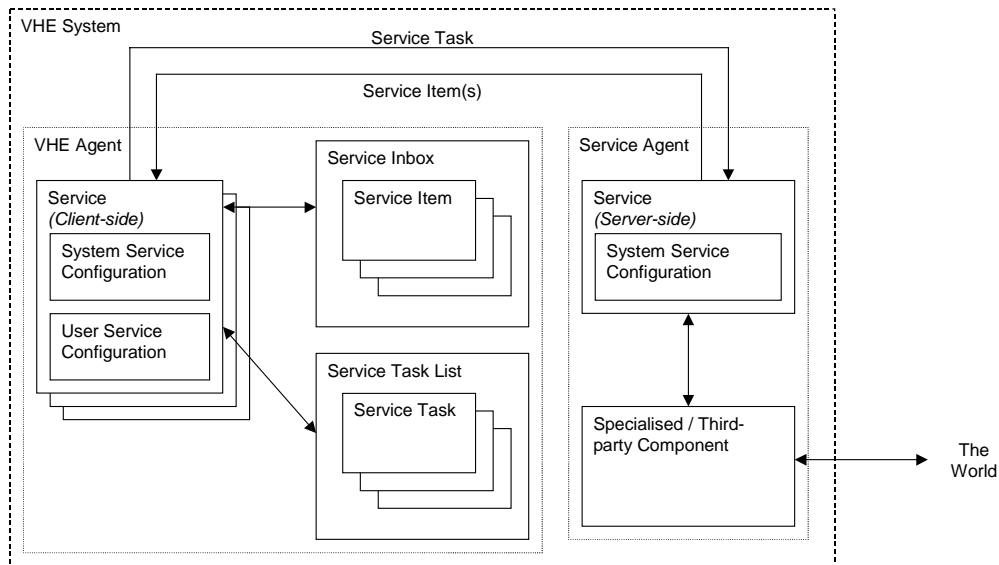 VHE System
Service Task
Service Item(s)
VHE Agent
Service
(Client-side)
System Service
Configuration
User Service
Configuration
Service Inbox
Service Item
Service Task List
Service Task
Service Agent
Service
(Server-side)
System Service
Configuration
Specialised / Third-
party Component
The
World